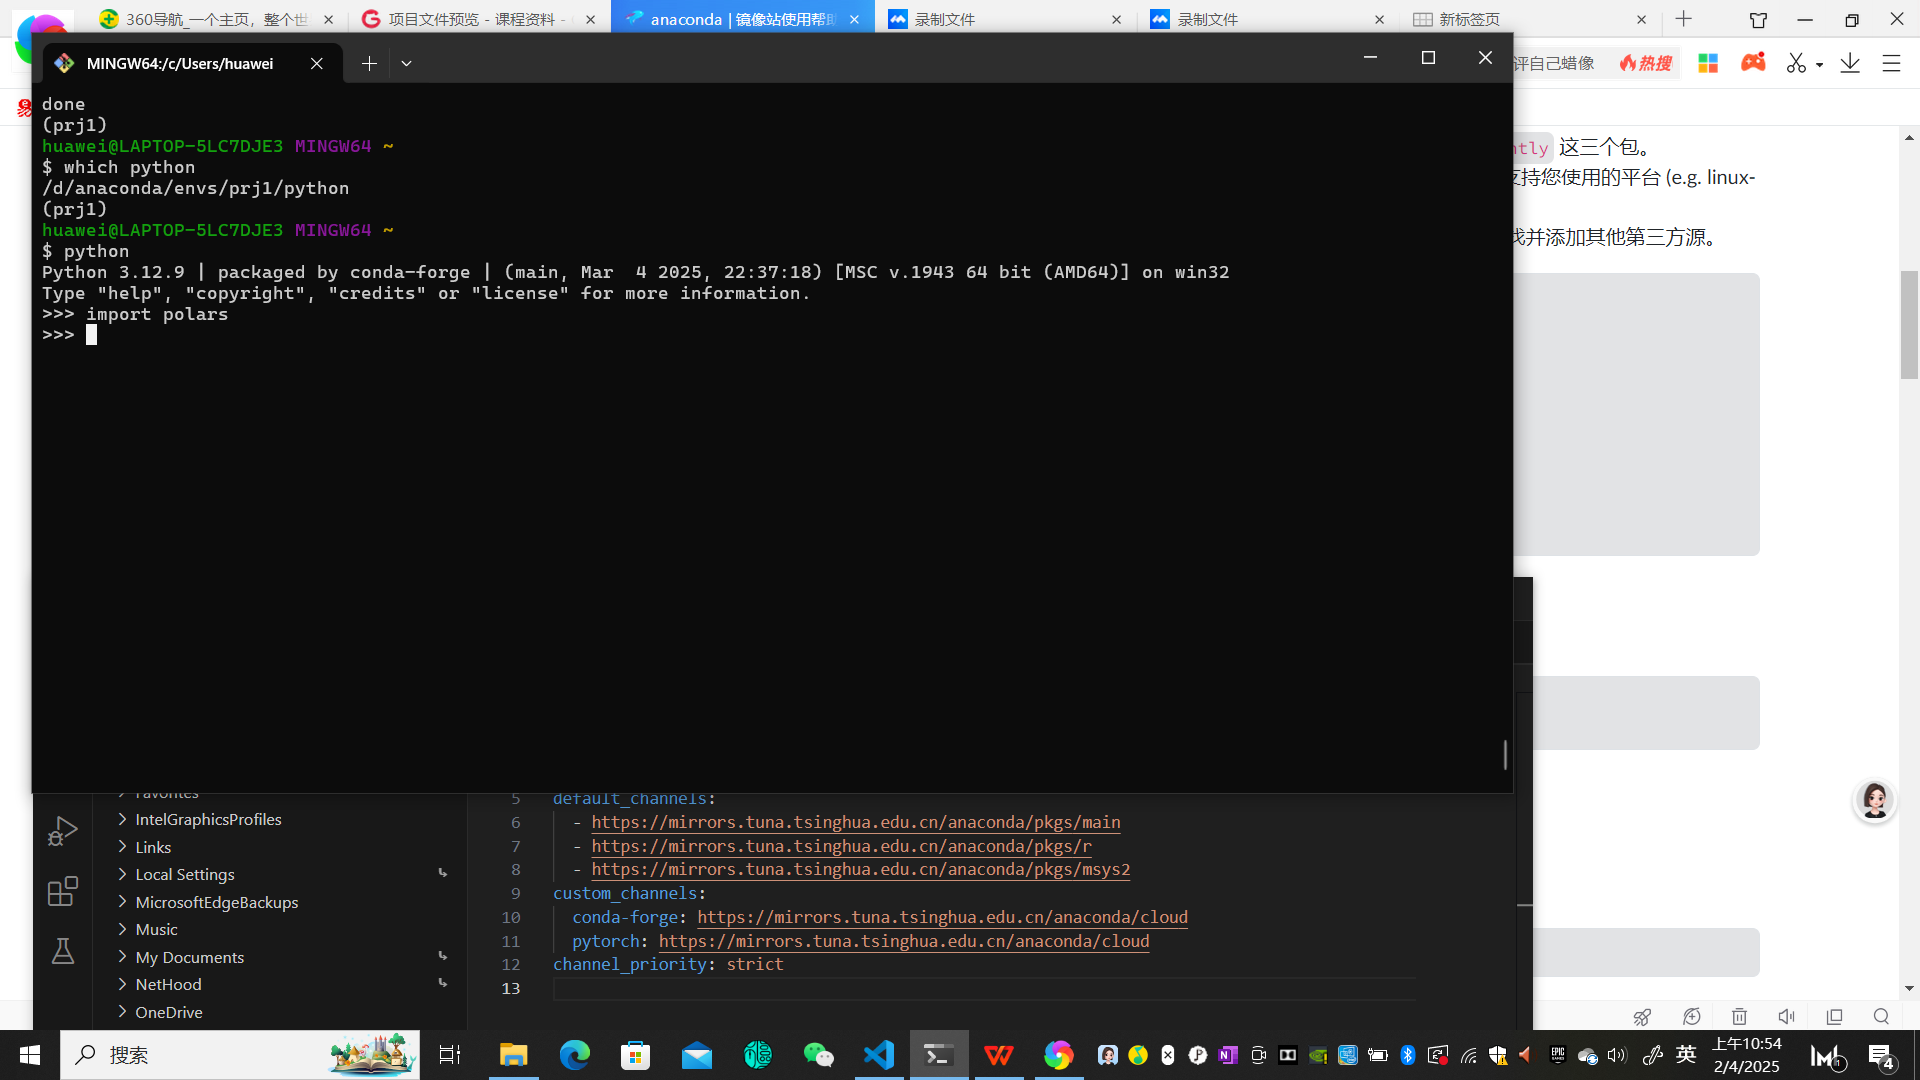 360导航_一个主页，整个世
项目文件预览 - 课程资料 -
anaconda | 镜像站使用帮助
录制文件
录制文件
新标签页
MINGW64:/c/Users/huawei
评自己蜡像
热搜
done
(prj1)
huawei@LAPTOP-5LC7DJE3 MINGW64 ~
$ which python
/d/anaconda/envs/prj1/python
(prj1)
huawei@LAPTOP-5LC7DJE3 MINGW64 ~
$ python
Python 3.12.9 | packaged by conda-forge | (main, Mar  4 2025, 22:37:18) [MSC v.1943 64 bit (AMD64)] on win32
Type "help", "copyright", "credits" or "license" for more information.
>>> import polars
>>>
ntly 这三个包。
支持您使用的平台 (e.g. linux-
找并添加其他第三方源。
Favorites
IntelGraphicsProfiles
Links
Local Settings
MicrosoftEdgeBackups
Music
My Documents
NetHood
OneDrive
5 default_channels:
6 - https://mirrors.tuna.tsinghua.edu.cn/anaconda/pkgs/main
7 - https://mirrors.tuna.tsinghua.edu.cn/anaconda/pkgs/r
8 - https://mirrors.tuna.tsinghua.edu.cn/anaconda/pkgs/msys2
9 custom_channels:
10 conda-forge: https://mirrors.tuna.tsinghua.edu.cn/anaconda/cloud
11 pytorch: https://mirrors.tuna.tsinghua.edu.cn/anaconda/cloud
12 channel_priority: strict
13
搜索
英
上午10:54
2/4/2025
1
4